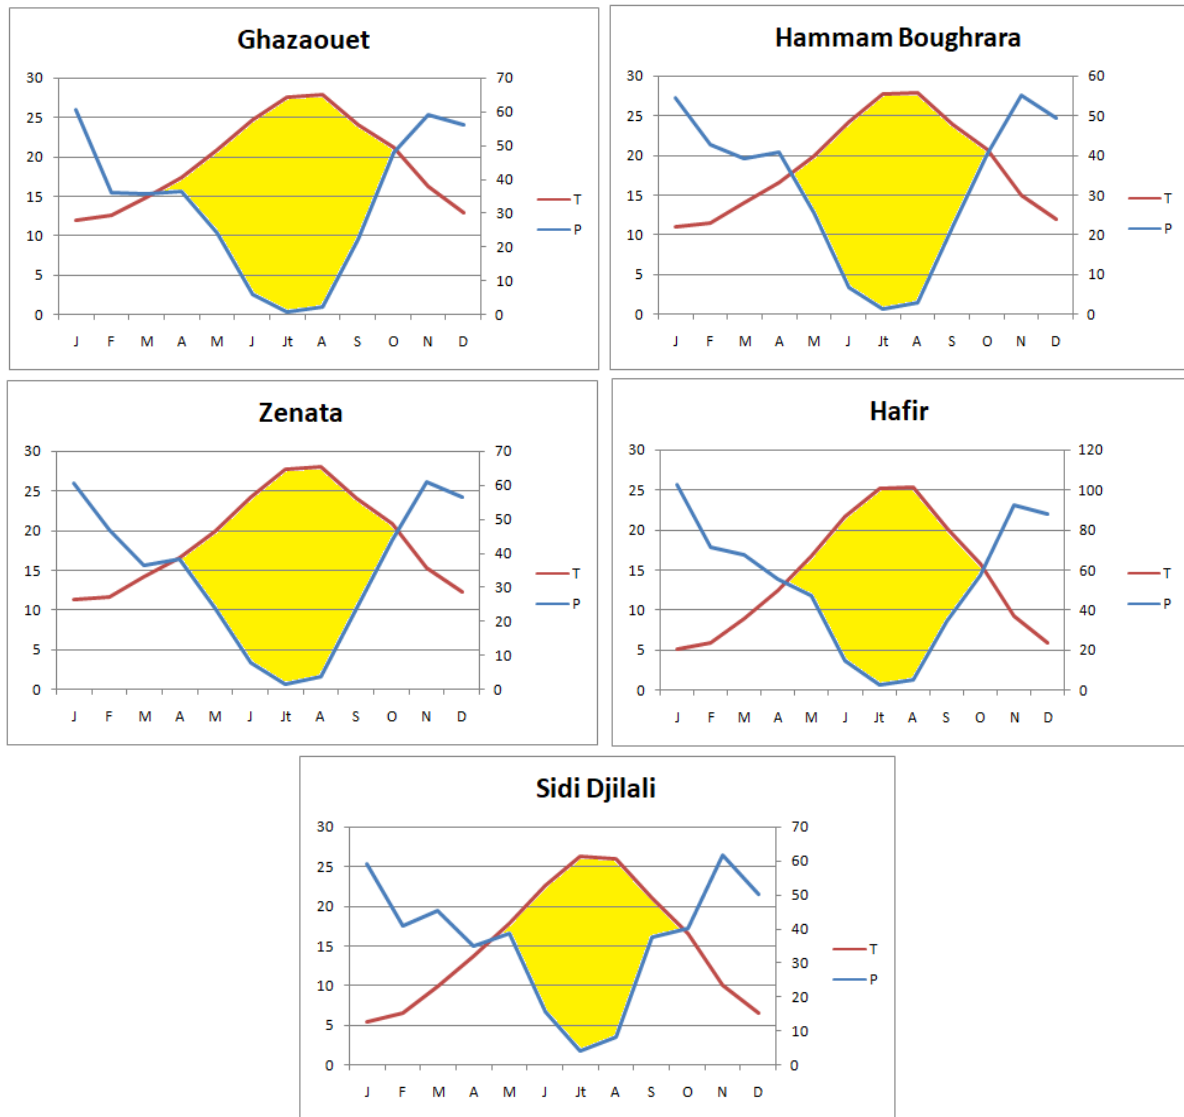 Ghazaouet
30 70
25 60
20 50
15 40
10 30
5 20
0 10
0
T
P
J F M A M J Jt A S O N D
Hammam Boughrara
30 60
25 50
20 40
15 30
10 20
5 10
0 0
T
P
J F M A M J Jt A S O N D
Zenata
30 70
25 60
20 50
15 40
10 30
5 20
0 10
0
T
P
J F M A M J Jt A S O N D
Hafir
30 120
25 100
20 80
15 60
10 40
5 20
0 0
T
P
J F M A M J Jt A S O N D
Sidi Djilali
30 70
25 60
20 50
15 40
10 30
5 20
0 10
0
T
P
J F M A M J Jt A S O N D